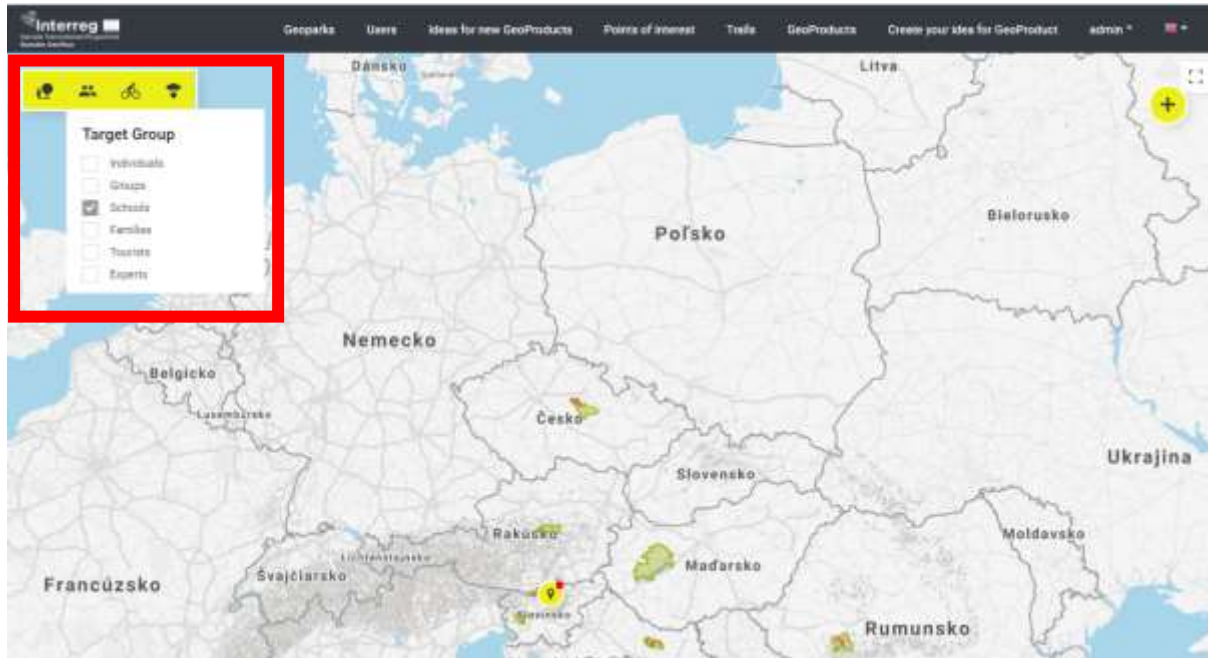 Interreg
Geoparks Users Ideas for new GeoProducts Points of interest Trails GeoProducts Create your idea for GeoProduct admin
Dánsko
Litva
Target Group
Individuals
Groups
Schools
Families
Tourists
Experts
Bielorusko
Poľsko
Nemecko
Belgicko
Luxembursko
Česko
Ukrajina
Slovensko
Moldavsko
Rakúsko
Lichtenštajnsko
Maďarsko
Švajčiarsko
Francúzsko
Slovinsko
Rumunsko